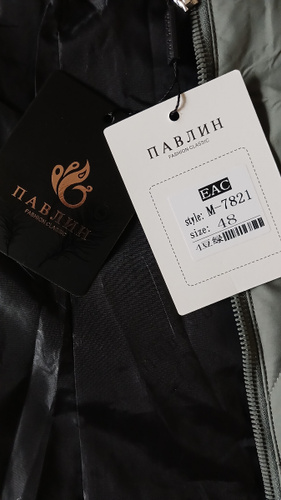 ПАВЛИН
FASHION CLASSIC
ПАВЛИН
FASHION CLASSIC
EAC
style: M-7821
size: 48